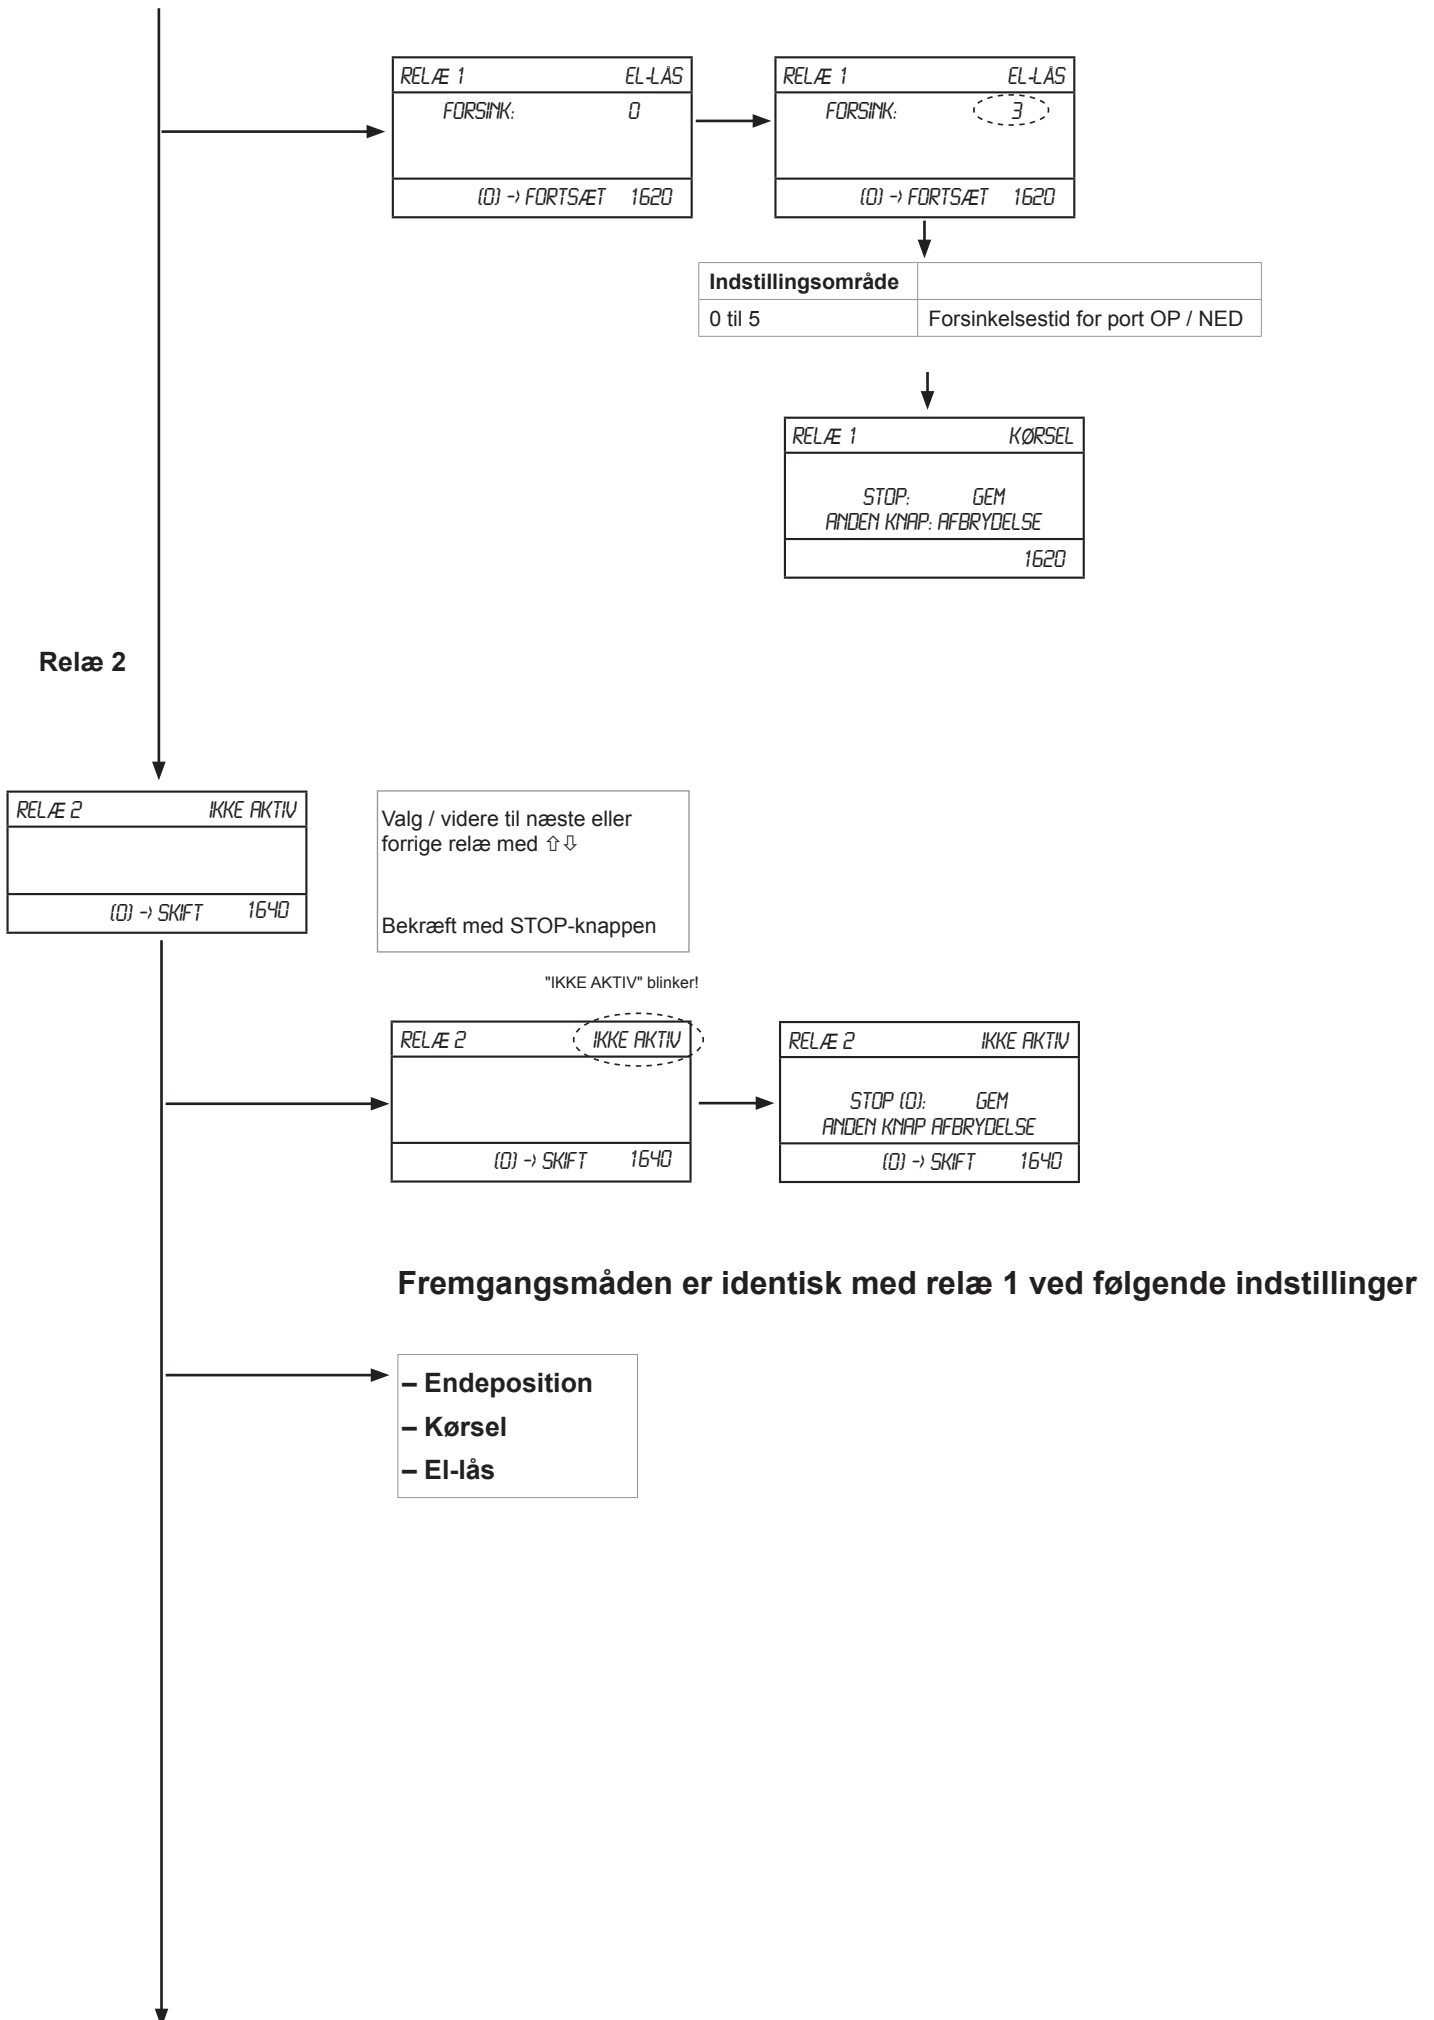 RELÆ 1 EL-LÅS
FORSINK: 0
(0) -> FORTSÆT 1620
RELÆ 1 EL-LÅS
FORSINK: 3
(0) -> FORTSÆT 1620
Indstillingsområde
0 til 5 Forsinkelsestid for port OP / NED
RELÆ 1 KØRSEL
STOP: GEM
ANDEN KNAP: AFBRYDELSE
1620
Relæ 2
RELÆ 2 IKKE AKTIV
(0) -> SKIFT 1640
Valg / videre til næste eller
forrige relæ med ⇧⇩
Bekræft med STOP-knappen
"IKKE AKTIV" blinker!
RELÆ 2 IKKE AKTIV
(0) -> SKIFT 1640
RELÆ 2 IKKE AKTIV
STOP (0): GEM
ANDEN KNAP AFBRYDELSE
(0) -> SKIFT 1640
Fremgangsmåden er identisk med relæ 1 ved følgende indstillinger
– Endeposition
– Kørsel
– El-lås